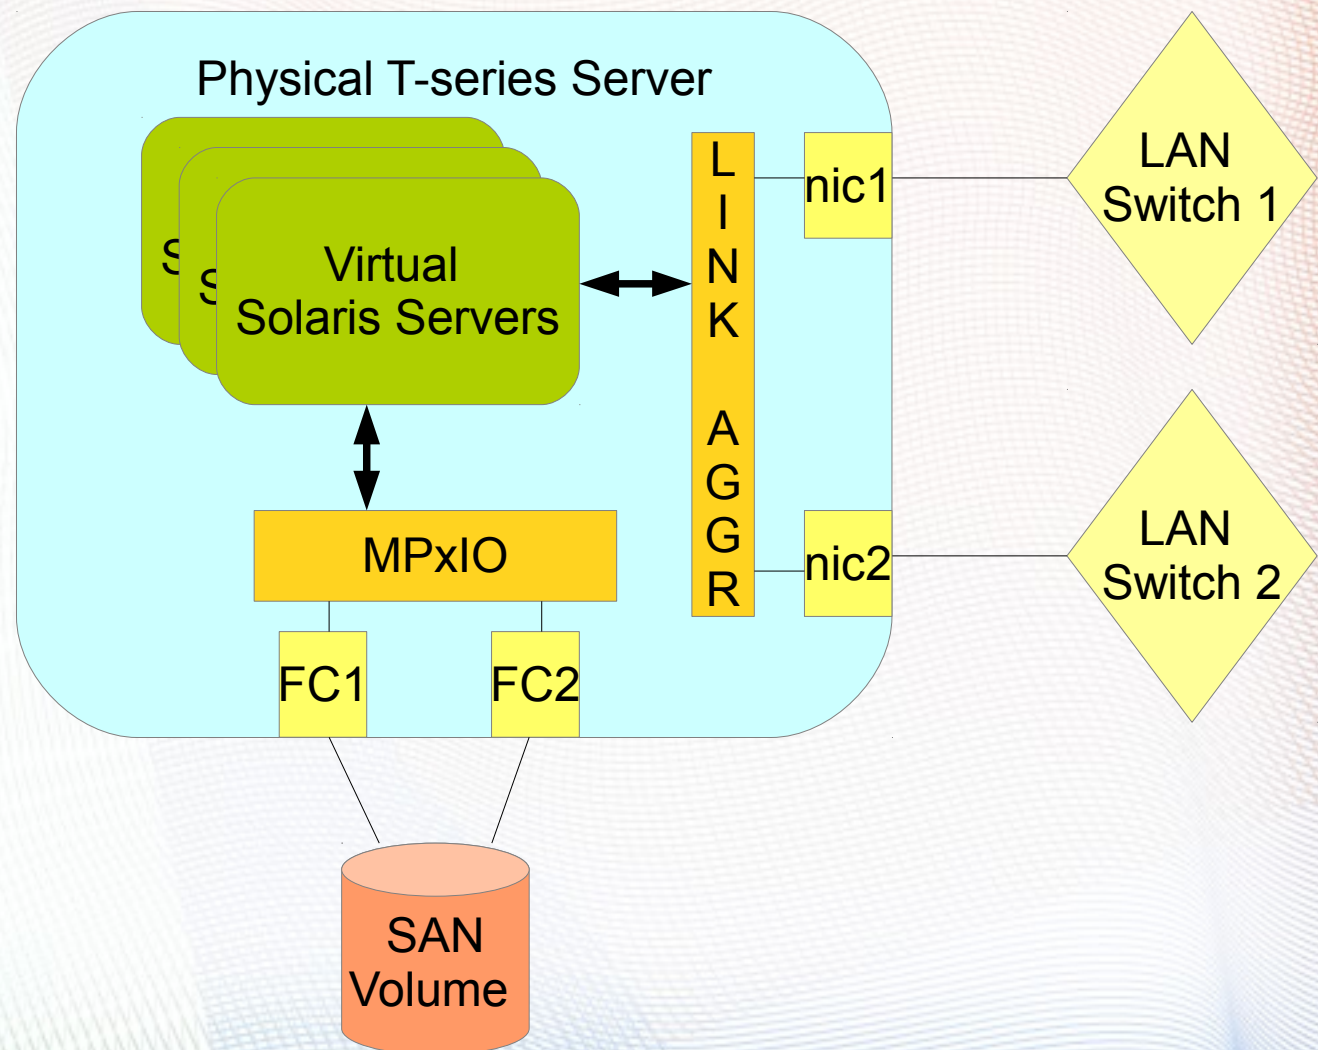 Physical T-series Server
S
S
Virtual
Solaris Servers
L
I
N
K
A
G
G
R
nic1
LAN
Switch 1
nic2
LAN
Switch 2
MPxIO
FC1
FC2
SAN
Volume